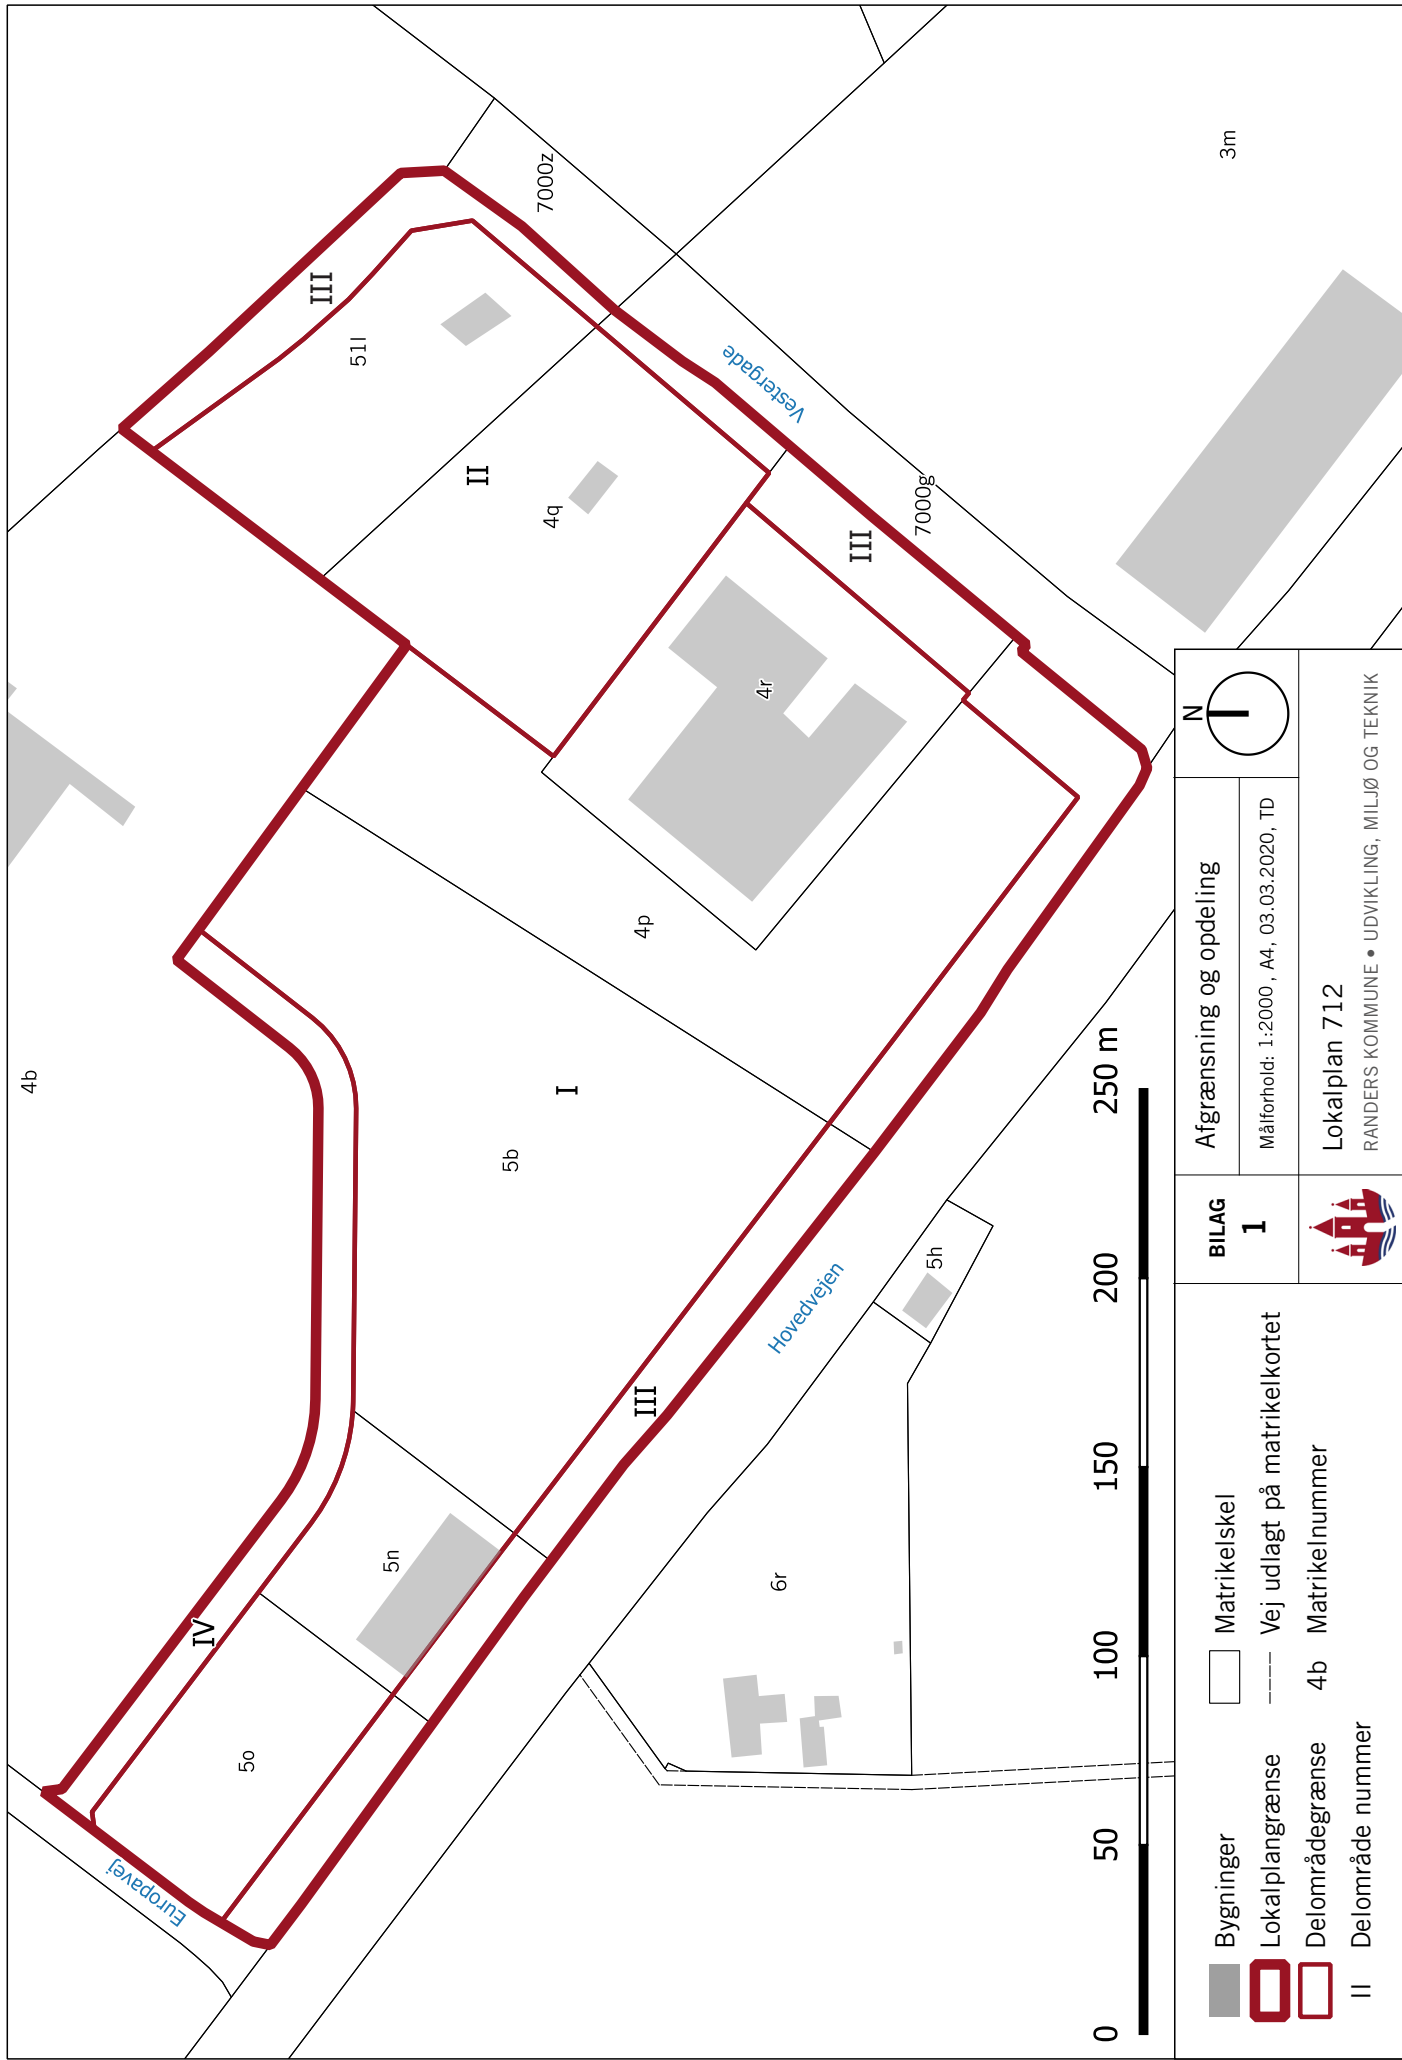 4b
Europavej
IV
5o
5n
5b
I
III
Hovedvejen
5h
6r
4p
4r
4q
II
51l
III
7000z
Vestergade
7000g
III
3m
0 50 100 150 200 250 m
Bygninger
Lokalplangrænse
Delområdegrænse
II Delområde nummer
Matrikelskel
Vej udlagt på matrikelkortet
4b Matrikelnummer
BILAG
1
Afgrænsning og opdeling
Målforhold: 1:2000 , A4, 03.03.2020, TD
N
Lokalplan 712
RANDERS KOMMUNE • UDVIKLING, MILJØ OG TEKNIK